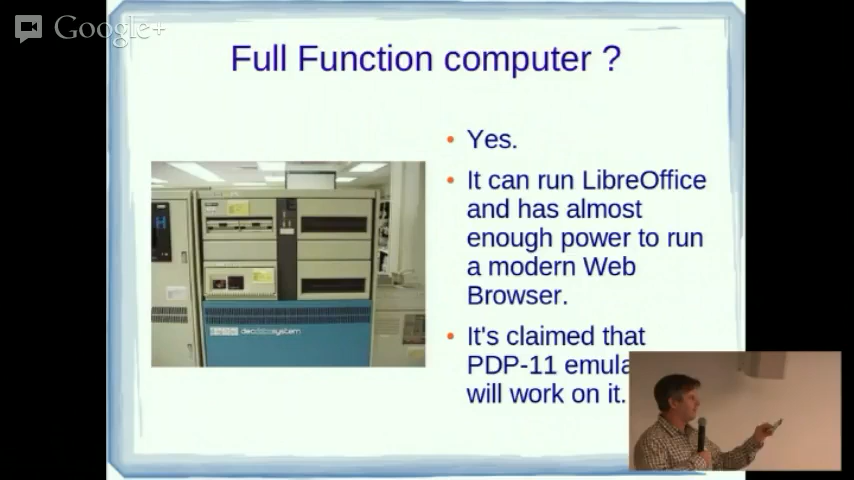 Google+
Full Function computer ?
Yes.
It can run LibreOffice
and has almost
enough power to run
a modern Web
Browser.
It's claimed that
PDP-11 emula
will work on it.
H